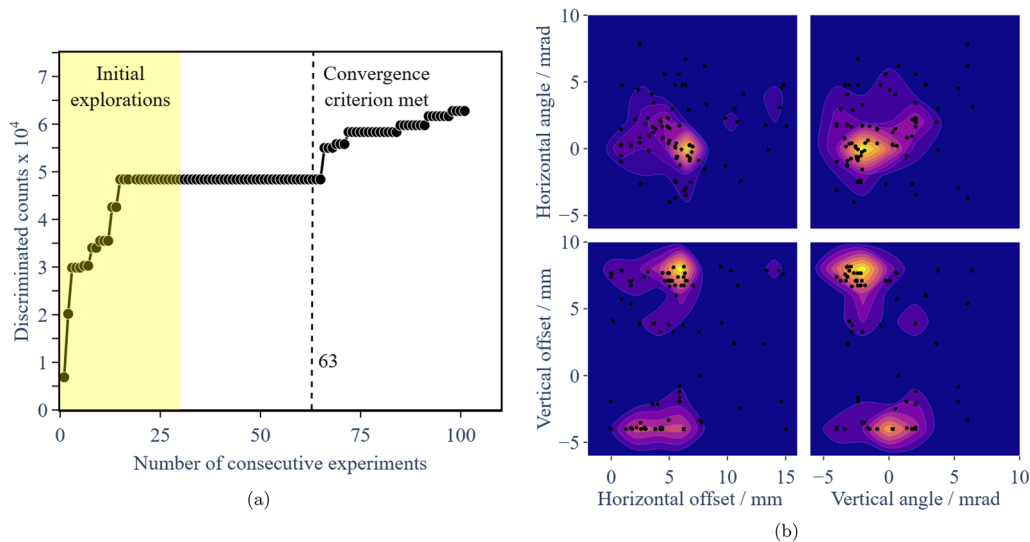 Initial
explorations
Convergence
criterion met
63
Discriminated counts x 10⁴
7
6
5
4
3
2
1
0
0 25 50 75 100
Number of consecutive experiments
(a)
Horizontal angle / mrad
10
5
0
−5
Vertical offset / mm
10
5
0
−5
0 5 10 15
Horizontal offset / mm
−5 0 5 10
Vertical angle / mrad
(b)